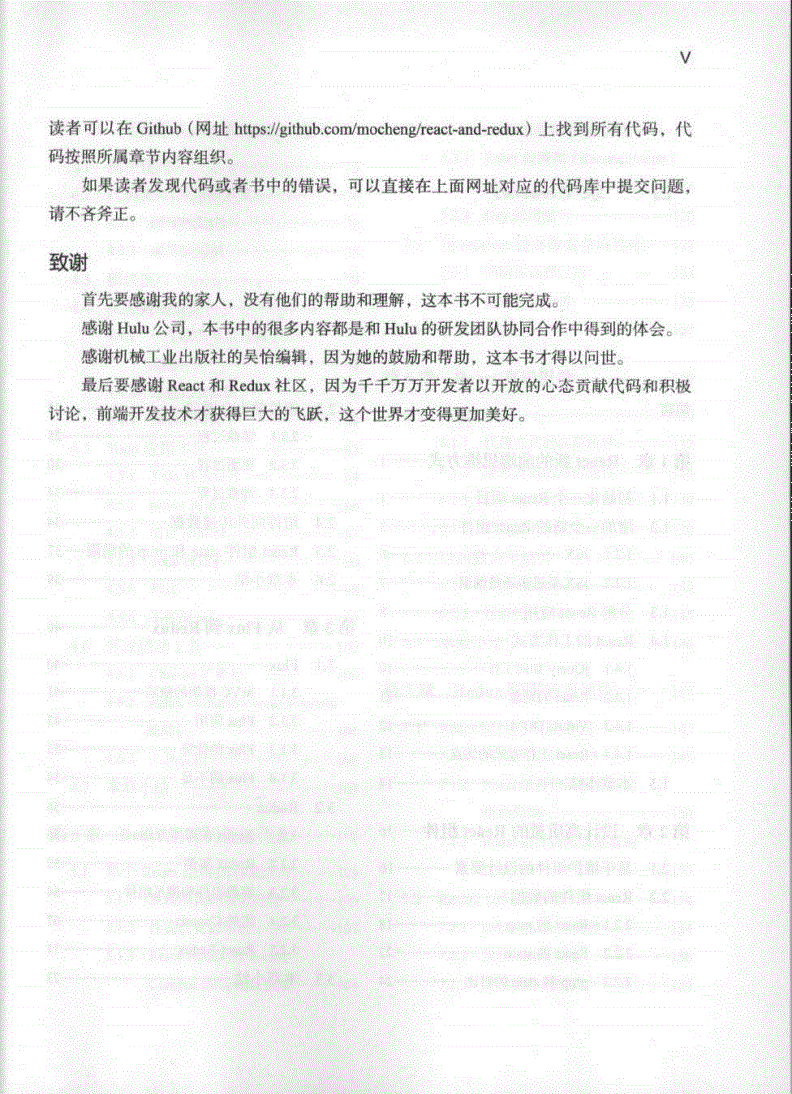 V
读者可以在 Github（网址 https://github.com/mocheng/react-and-redux）上找到所有代码，代
码按照所属章节内容组织。
如果读者发现代码或者书中的错误，可以直接在上面网址对应的代码库中提交问题，
请不吝斧正。
致谢
首先要感谢我的家人，没有他们的帮助和理解，这本书不可能完成。
感谢 Hulu 公司，本书中的很多内容都是和 Hulu 的研发团队协同合作中得到的体会。
感谢机械工业出版社的吴怡编辑，因为她的鼓励和帮助，这本书才得以问世。
最后要感谢 React 和 Redux 社区，因为千千万万开发者以开放的心态贡献代码和积极
讨论，前端开发技术才获得巨大的飞跃，这个世界才变得更加美好。